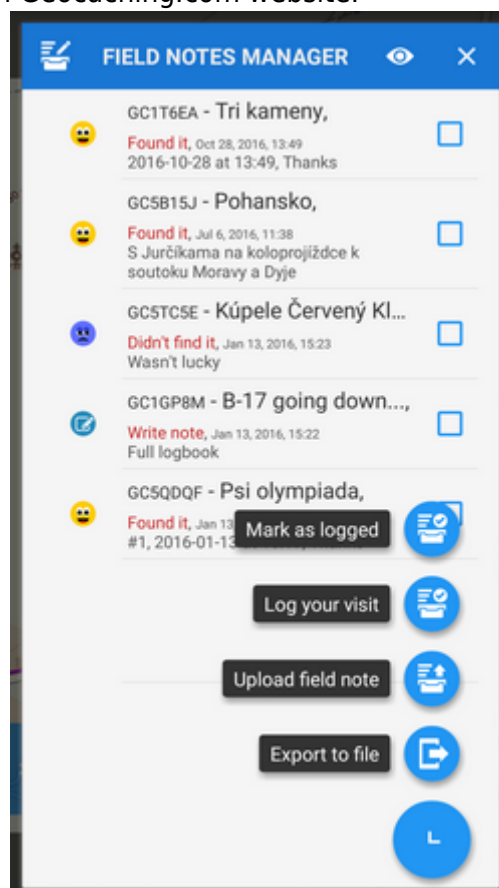 Geocaching.com website.
FIELD NOTES MANAGER
GC1T6EA - Tri kameny,
Found it, Oct 28, 2016, 13:49
2016-10-28 at 13:49, Thanks
GC5B15J - Pohansko,
Found it, Jul 6, 2016, 11:38
S Jurčíkama na koloprojíždce k
soutoku Moravy a Dyje
GC5TC5E - Kúpele Červený Kl...
Didn't find it, Jan 13, 2016, 15:23
Wasn't lucky
GC1GP8M - B-17 going down...,
Write note, Jan 13, 2016, 15:22
Full logbook
GC5QDQF - Psi olympiada,
Found it, Jan 13
#1, 2016-01-13
Mark as logged
Log your visit
Upload field note
Export to file